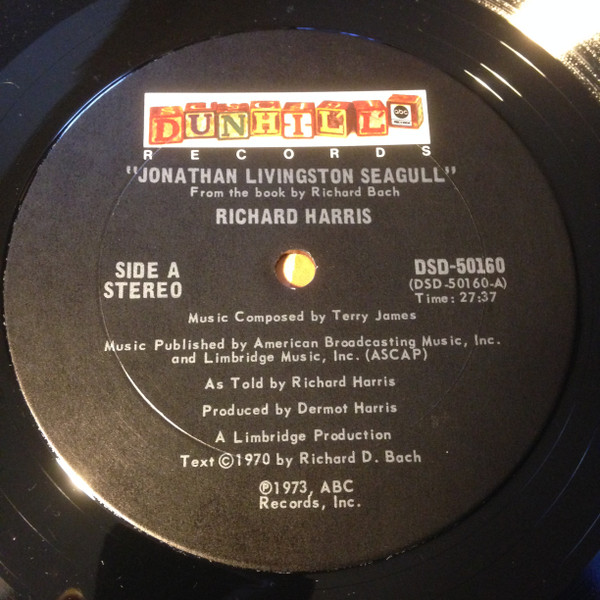 DUNHILL
RECORDS
"JONATHAN LIVINGSTON SEAGULL"
From the book by Richard Bach
RICHARD HARRIS
SIDE A
STEREO
DSD-50160
(DSD-50160-A)
Time: 27:37
Music Composed by Terry James
Music Published by American Broadcasting Music, Inc.
and Limbridge Music, Inc. (ASCAP)
As Told by Richard Harris
Produced by Dermot Harris
A Limbridge Production
Text ©1970 by Richard D. Bach
℗1973, ABC
Records, Inc.